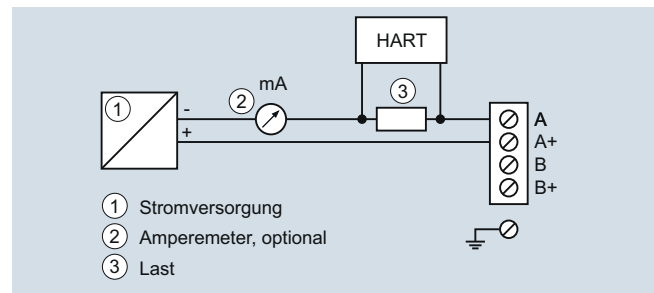 HART
mA
1
2
3
-
+
A
A+
B
B+
1 Stromversorgung
2 Amperemeter, optional
3 Last